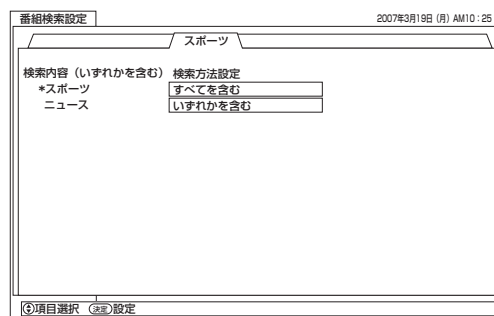 番組検索設定 2007年3月19日 (月) AM10:25
スポーツ
検索内容（いずれかを含む） 検索方法設定
*スポーツ すべてを含む
ニュース いずれかを含む
項目選択 決定 設定